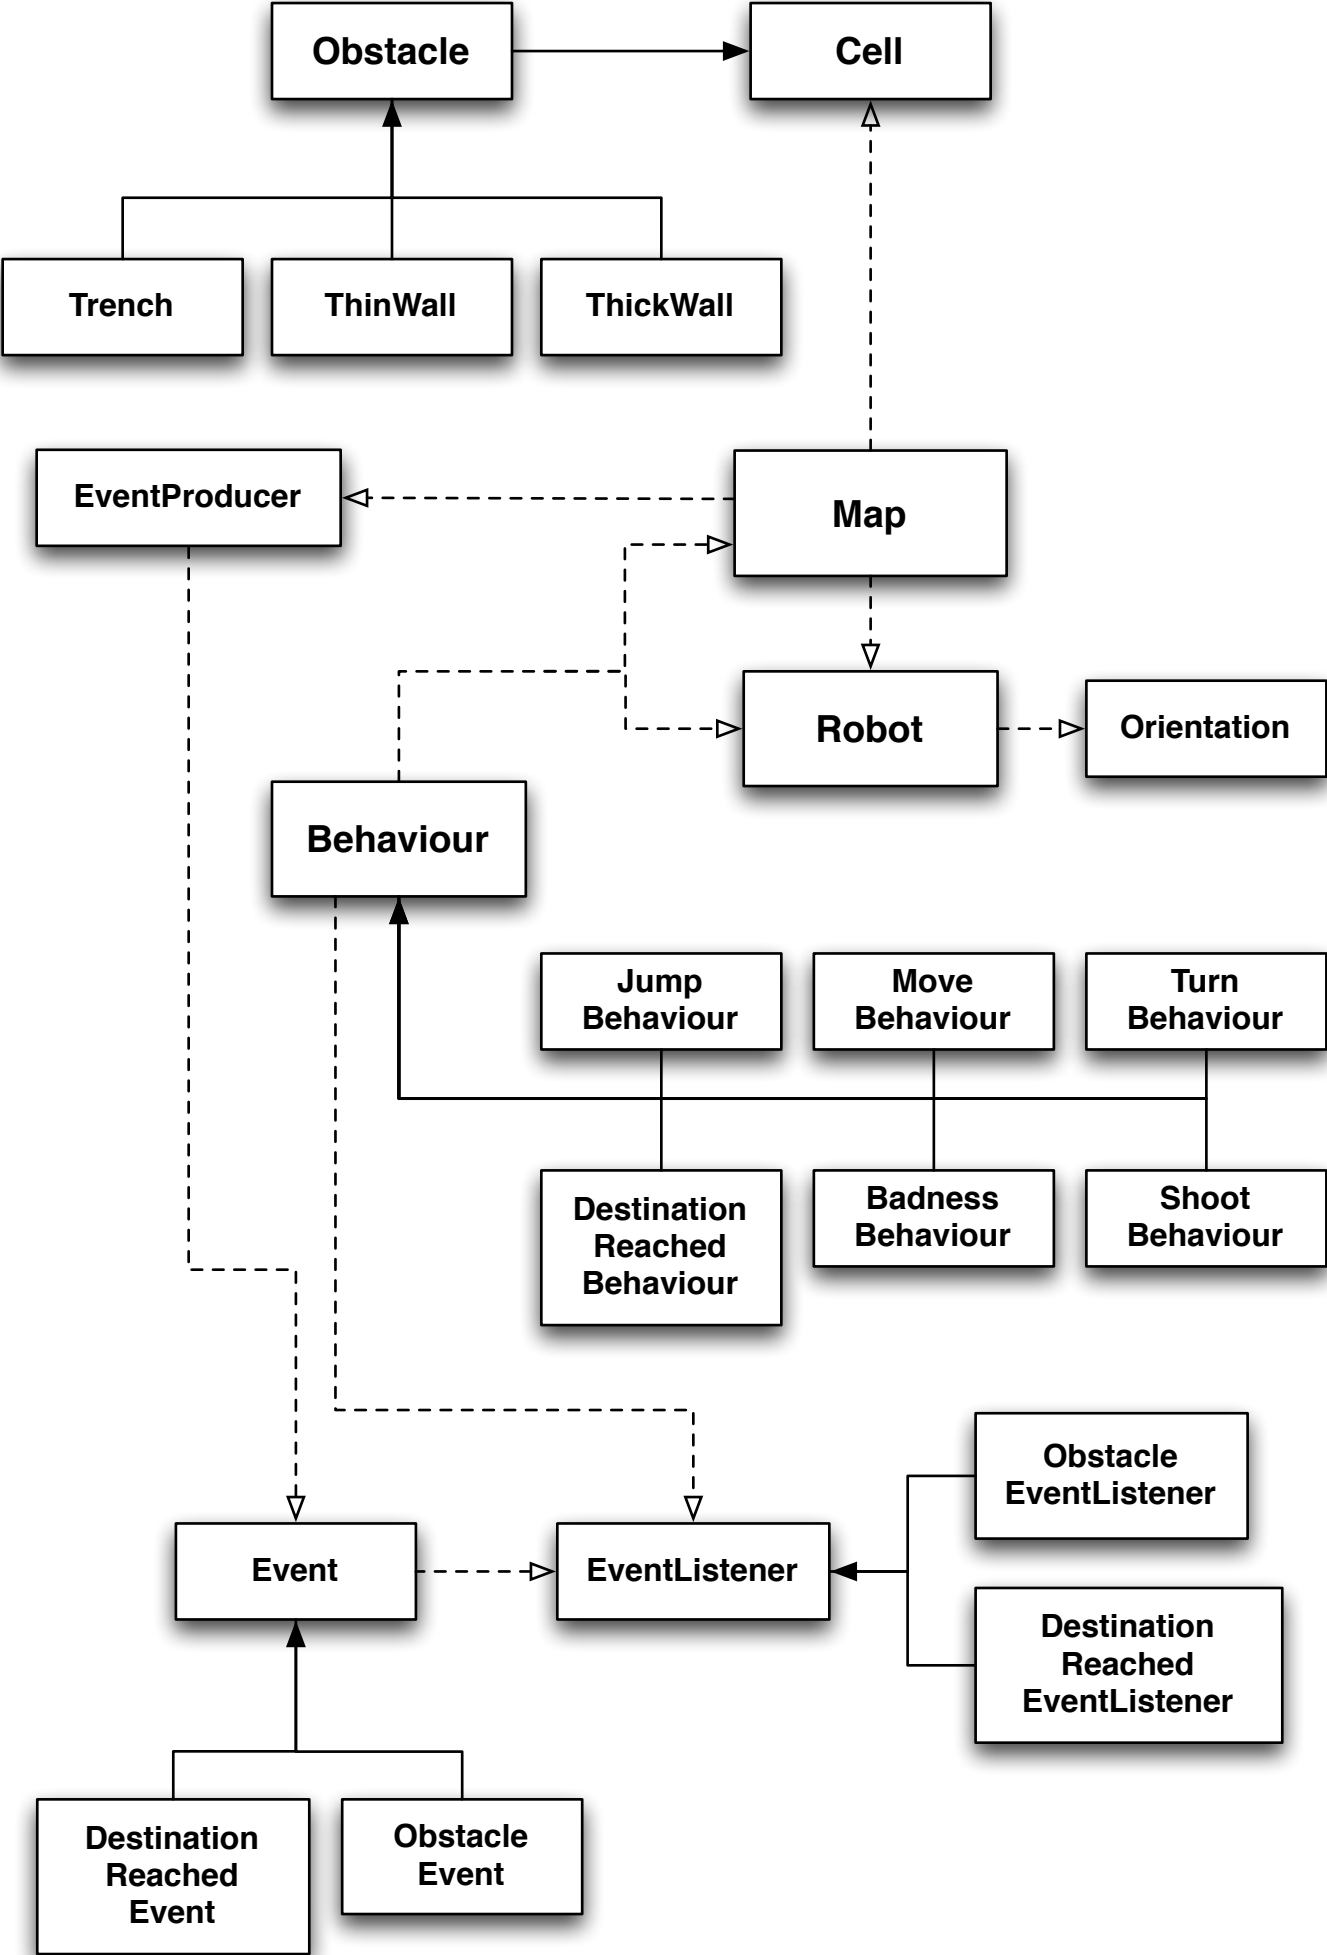 Obstacle
Cell
Trench
ThinWall
ThickWall
EventProducer
Map
Robot
Orientation
Behaviour
Jump
Behaviour
Move
Behaviour
Turn
Behaviour
Destination
Reached
Behaviour
Badness
Behaviour
Shoot
Behaviour
Obstacle
EventListener
Event
EventListener
Destination
Reached
EventListener
Destination
Reached
Event
Obstacle
Event